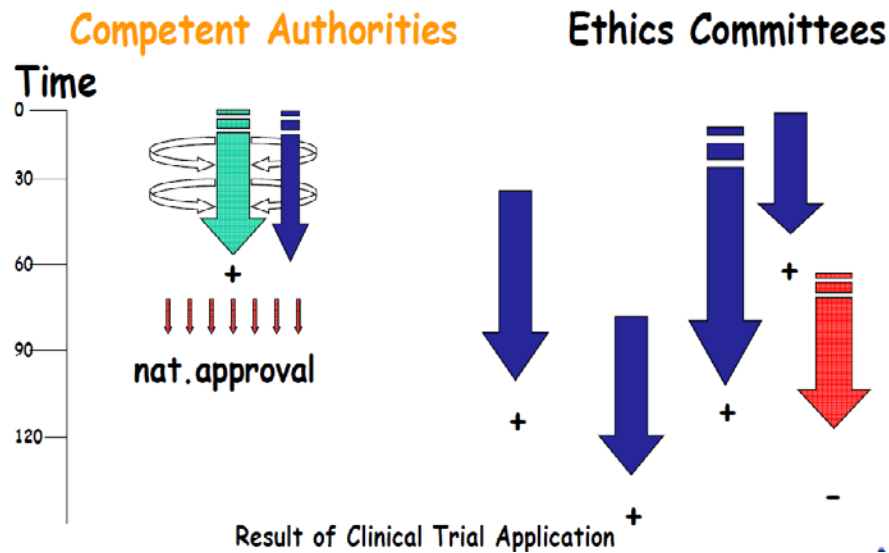 Competent Authorities
Ethics Committees
Time
0
30
60
90
120
+
nat.approval
+
+
+
+
-
Result of Clinical Trial Application